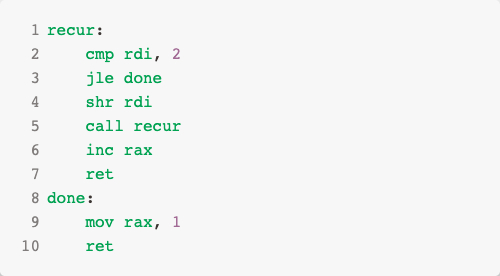 1 recur:
2     cmp rdi, 2
3     jle done
4     shr rdi
5     call recur
6     inc rax
7     ret
8 done:
9     mov rax, 1
10     ret